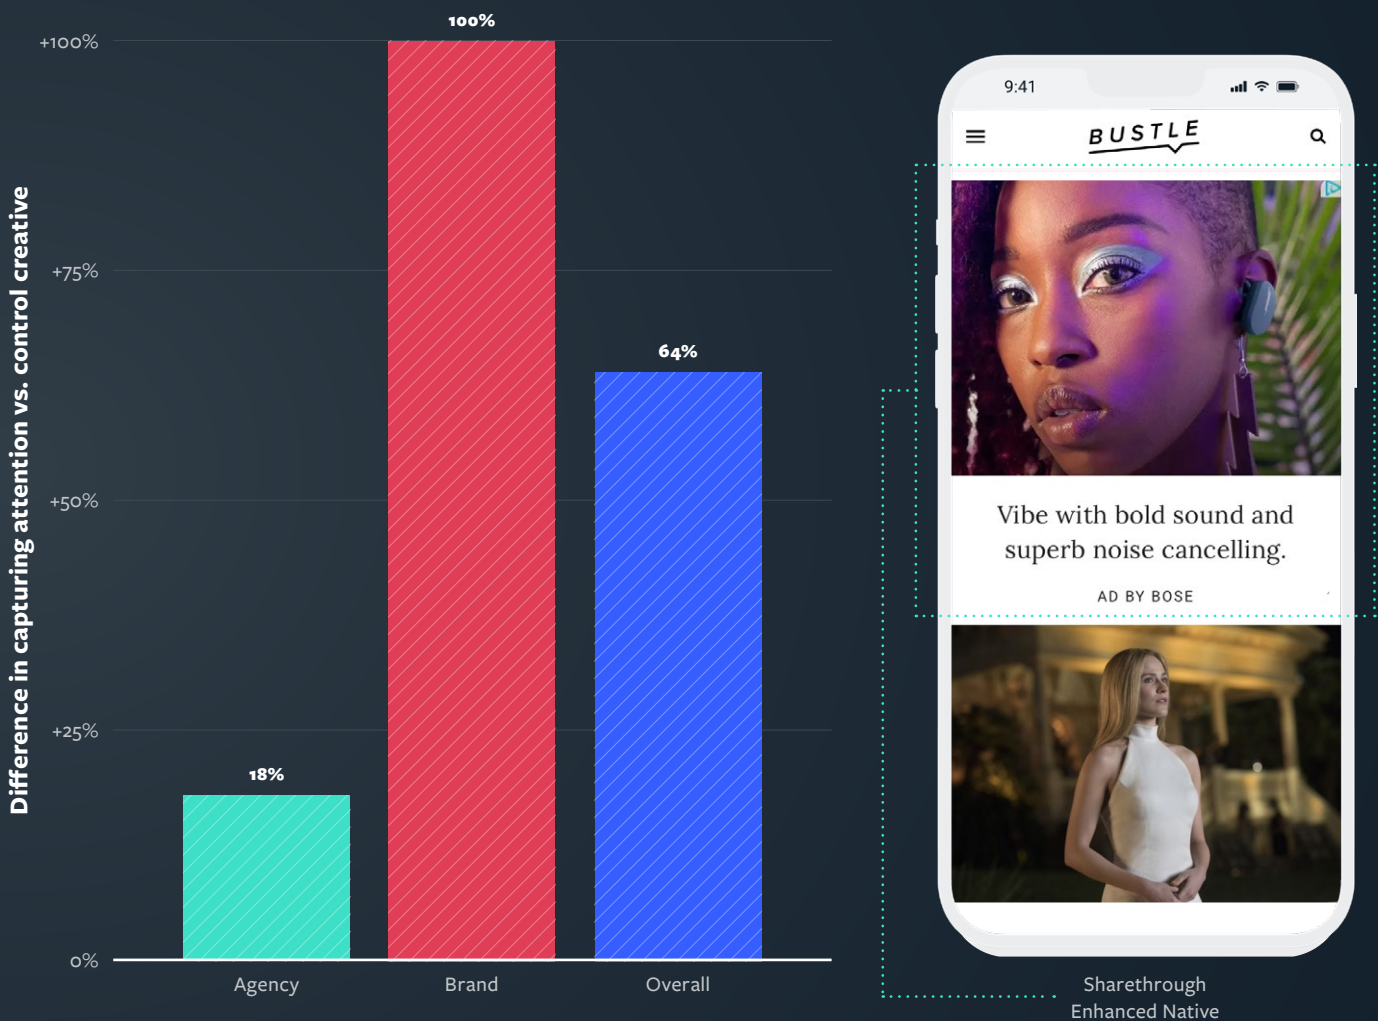 Difference in capturing attention vs. control creative
+100%
+75%
+50%
+25%
0%
100%
64%
18%
Agency
Brand
Overall
9:41
BUSTLE
Vibe with bold sound and
superb noise cancelling.
AD BY BOSE
Sharethrough
Enhanced Native